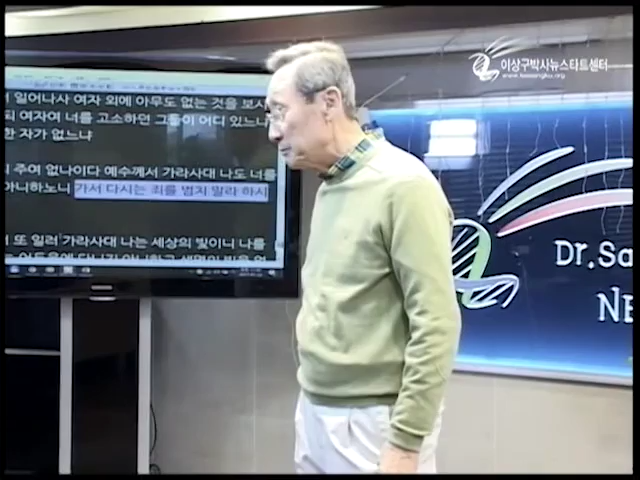 이상구박사뉴스타트센터
www.leesangku.org
일어나사 여자 외에 아무도 없는 것을 보시
되 여자여 너를 고소하던 그들이 어디 있느냐
한 자가 없느냐
주여 없나이다 예수께서 가라사대 나도 너를
아니하노니 가서 다시는 죄를 범치 말라 하시
또 일러 가라사대 나는 세상의 빛이니 나를
Dr.Sa
NE